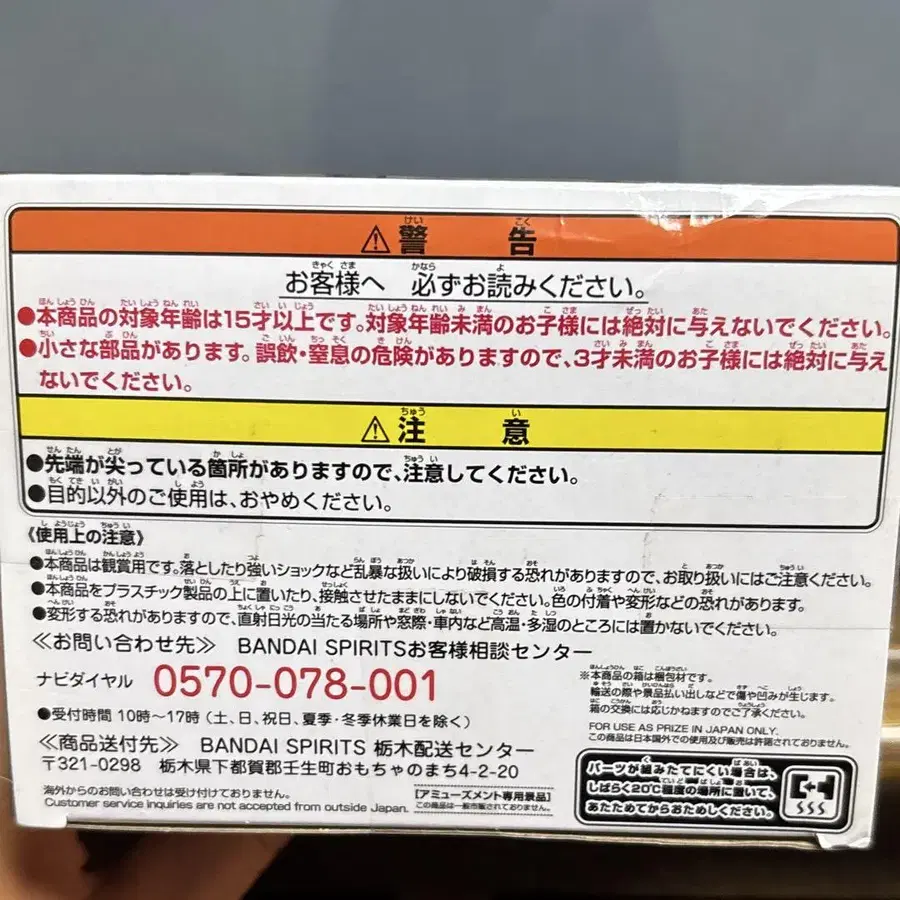 ⚠警告
お客様へ 必ずお読みください。
●本商品の対象年齢は15才以上です。対象年齢未満のお子様には絶対に与えないでください。
●小さな部品があります。誤飲・窒息の危険がありますので、3才未満のお子様には絶対に与え
ないでください。
⚠注意
●先端が尖っている箇所がありますので、注意してください。
●目的以外のご使用は、おやめください。
《使用上の注意》
●本商品は観賞用です。落としたり強いショックなど乱暴な扱いにより破損する恐れがありますので、お取り扱いにはご注意ください。
●本商品をプラスチック製品の上に置いたり、接触させたままにしないでください。色の付着や変形などの恐れがあります。
●変形する恐れがありますので、直射日光の当たる場所や窓際・車内など高温・多湿のところには置かないでください。
≪お問い合わせ先≫ BANDAI SPIRITSお客様相談センター
ナビダイヤル 0570-078-001
●受付時間 10時～17時（土、日、祝日、夏季・冬季休業日を除く）
≪商品送付先≫ BANDAI SPIRITS 栃木配送センター
〒321-0298 栃木県下都賀郡壬生町おもちゃのまち4-2-20
海外からのお問い合わせは受け付けておりません。
Customer service inquiries are not accepted from outside Japan.
[アミューズメント専用景品]
この商品は一般市販されておりません。
※本商品の箱は梱包材です。
輸送の際や景品払い出しなどで傷や凹みが生じます。
箱の交換には応じかねますのでご了承ください。
FOR USE AS PRIZE IN JAPAN ONLY.
この商品は日本国外での使用及び販売は許諾されておりません。
パーツが組みたてにくい場合は、
しばらく20℃程度の場所に置いて、
あたためてからおためしください。